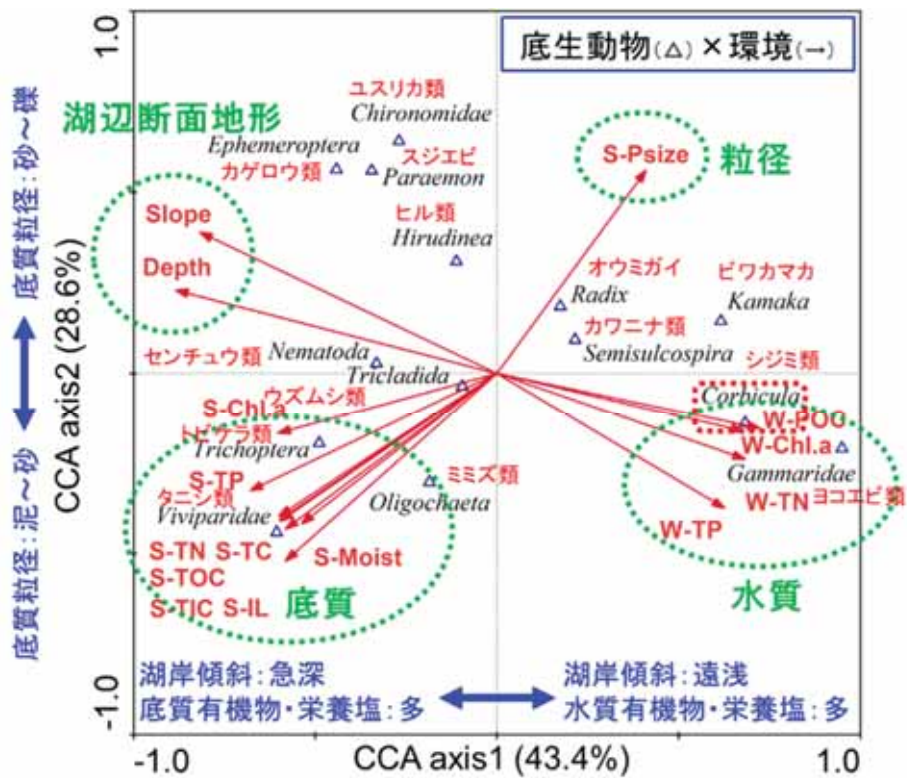 1.0
底生動物(△)×環境(→)
ユスリカ類
Chironomidae
湖辺断面地形
Ephemeroptera
カゲロウ類
スジエビ
Paraemon
S-Psize
粒径
ヒル類
Hirudinea
Slope
Depth
オウミガイ
Radix
ビワカマカ
Kamaka
カワニナ類
Semisulcospira
センチュウ類
Nematoda
Tricladida
シジミ類
Corbicula
ウズムシ類
S-Chl.a
トビケラ類
Trichoptera
W-POC
W-Chl.a
Gammaridae
S-TP
タニシ類
Viviparidae
ミミズ類
Oligochaeta
W-TN
ヨコエビ類
W-TP
S-TN S-TC
S-Moist
S-TOC
S-TIC S-IL
底質
水質
湖岸傾斜:急深
底質有機物・栄養塩:多
湖岸傾斜:遠浅
水質有機物・栄養塩:多
-1.0
-1.0
CCA axis1 (43.4%)
1.0
CCA axis2 (28.6%)
底質粒径:泥~砂
底質粒径:砂~礫